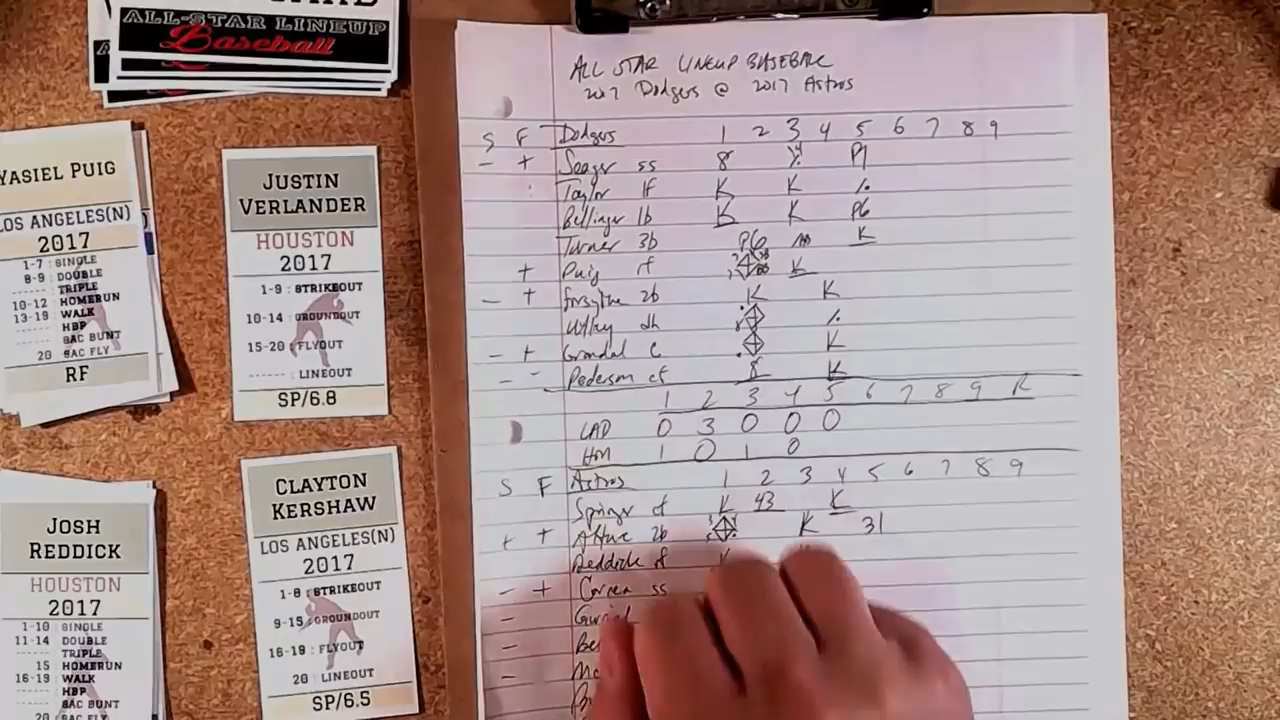 ALL-STAR LINEUP
Baseball
YASIEL PUIG
LOS ANGELES(N)
2017
1-7 : SINGLE
8-9 : DOUBLE
------ TRIPLE
10-12 HOMERUN
13-19 : WALK
------ HBP
------ SAC BUNT
20 SAC FLY
RF
JUSTIN
VERLANDER
HOUSTON
2017
1-9 : STRIKEOUT
10-14 : GROUNDOUT
15-20 : FLYOUT
------ : LINEOUT
SP/6.8
JOSH
REDDICK
HOUSTON
2017
1-10 : SINGLE
11-14 DOUBLE
------ TRIPLE
15 HOMERUN
16-19 : WALK
------ HBP
------ SAC BUNT
20 SAC FLY
CLAYTON
KERSHAW
LOS ANGELES(N)
2017
1-8 : STRIKEOUT
9-15 : GROUNDOUT
16-19 : FLYOUT
20 : LINEOUT
SP/6.5
ALL STAR LINEUP BASEBALL
2017 Dodgers @ 2017 Astros
S F Dodgers 1 2 3 4 5 6 7 8 9
- + Seager ss 8
Taylor lf K K
Bellinger 1b K K P6
Turner 3b P6 K
+ Puig rf K
- + Forsythe 2b K K
Utley dh
- + Grandal c K
- - Pederson cf 8 K
1 2 3 4 5 6 7 8 9 R
LAD 0 3 0 0 0
HOU 1 0 1 0
S F Astros 1 2 3 4 5 6 7 8 9
Springer cf K 43 K
+ + Altuve 2b K 31
Reddick rf
- + Correa ss
-
-
-